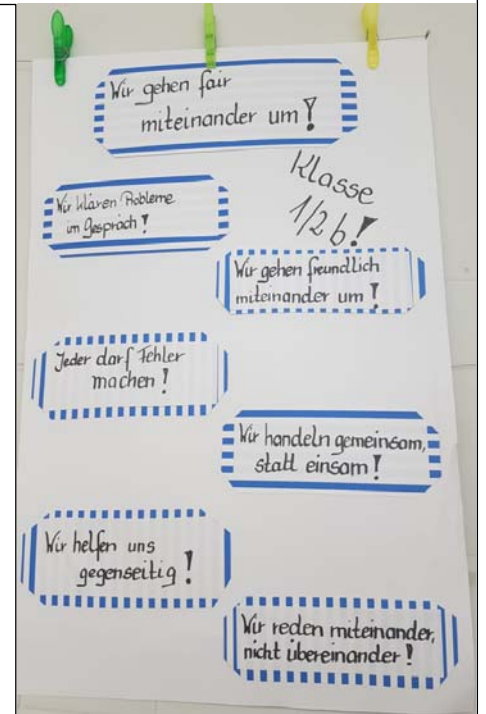 Wir gehen fair
miteinander um!
Klasse
1/2 b!
Wir klären Probleme
im Gespräch!
Wir gehen freundlich
miteinander um!
Jeder darf Fehler
machen!
Wir handeln gemeinsam,
statt einsam!
Wir helfen uns
gegenseitig!
Wir reden miteinander,
nicht übereinander!